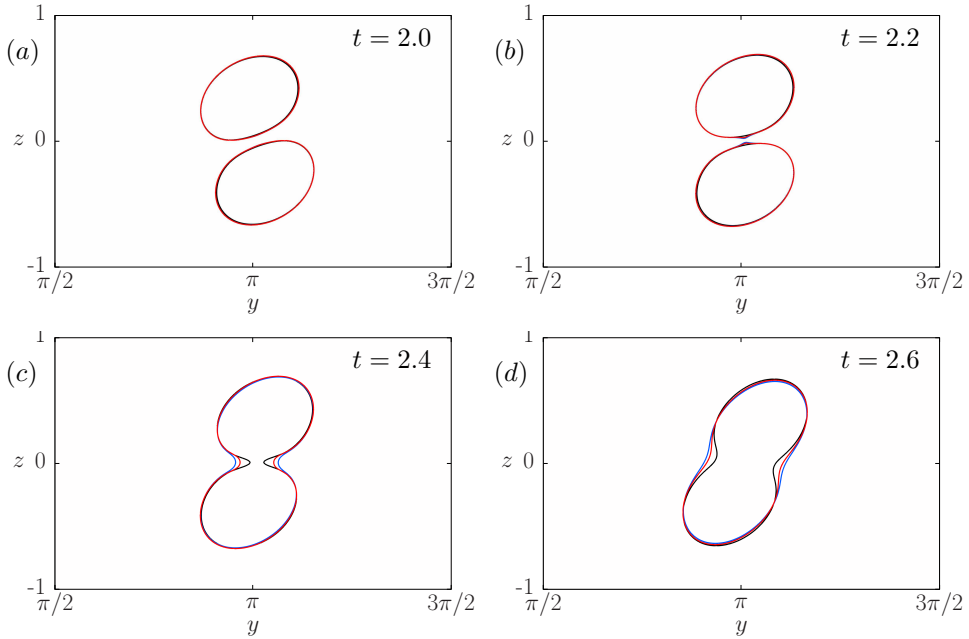 (a)
1
z 0
-1
π/2 π 3π/2
y
t = 2.0
(b)
1
z 0
-1
π/2 π 3π/2
y
t = 2.2
(c)
1
z 0
-1
π/2 π 3π/2
y
t = 2.4
(d)
1
z 0
-1
π/2 π 3π/2
y
t = 2.6